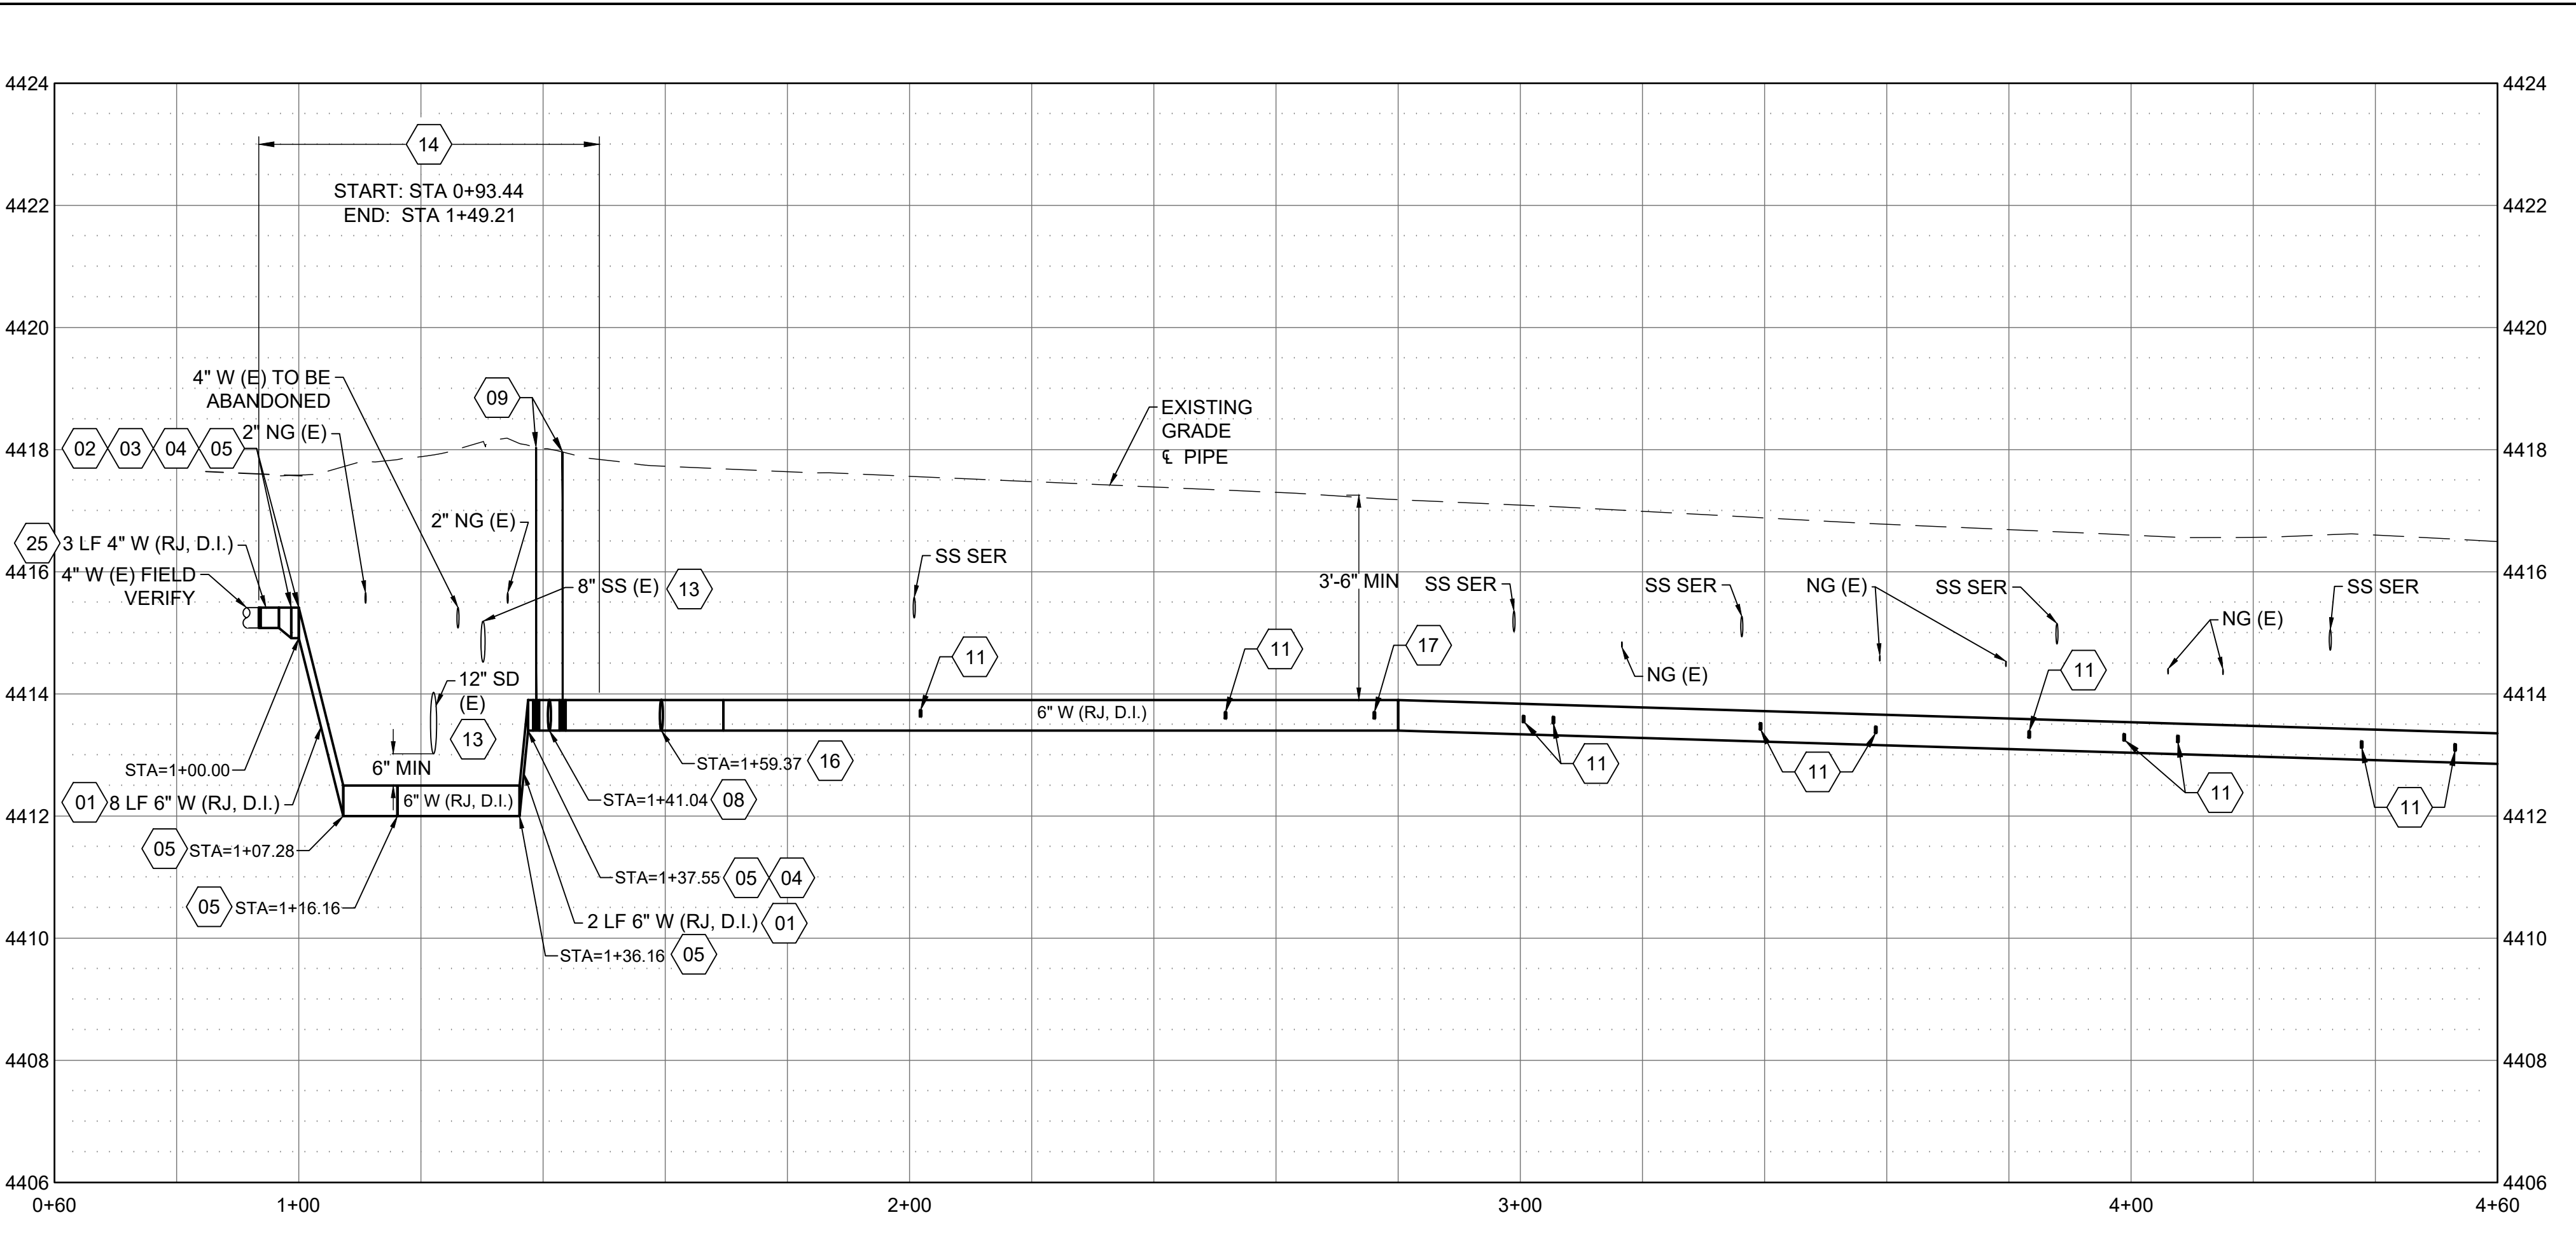 4424
4424
14
START: STA 0+93.44
END: STA 1+49.21
4422
4422
4420
4420
4" W (E) TO BE
ABANDONED
09
EXISTING
GRADE
℄ PIPE
2" NG (E)
02
03
04
05
4418
4418
2" NG (E)
25
3 LF 4" W (RJ, D.I.)
SS SER
4416
4416
4" W (E) FIELD
VERIFY
8" SS (E)
13
3'-6" MIN
SS SER
SS SER
NG (E)
SS SER
SS SER
NG (E)
11
11
17
11
NG (E)
12" SD
(E)
13
4414
4414
6" W (RJ, D.I.)
STA=1+00.00
6" MIN
STA=1+59.37
16
11
11
11
11
01
8 LF 6" W (RJ, D.I.)
6" W (RJ, D.I.)
STA=1+41.04
08
4412
4412
05
STA=1+07.28
STA=1+37.55
05
04
05
STA=1+16.16
2 LF 6" W (RJ, D.I.)
01
STA=1+36.16
05
4410
4410
4408
4408
4406
4406
0+60
1+00
2+00
3+00
4+00
4+60